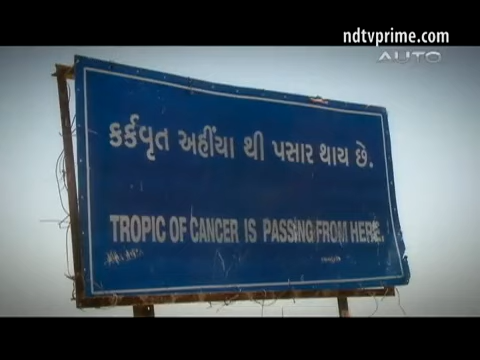 ndtvprime.com
AUTO
કર્કવૃત અહીંયા થી પસાર થાય છે.
TROPIC OF CANCER IS PASSING FROM HERE.